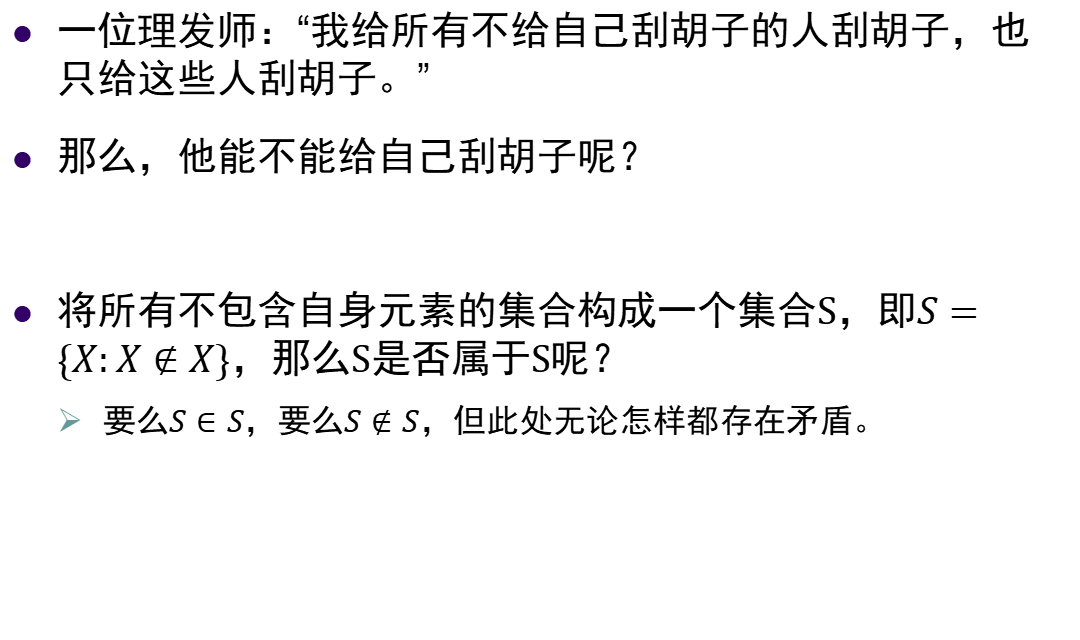 ● 一位理发师：“我给所有不给自己刮胡子的人刮胡子，也
只给这些人刮胡子。”
● 那么，他能不能给自己刮胡子呢？
● 将所有不包含自身元素的集合构成一个集合S，即S =
{X: X ∉ X}，那么S是否属于S呢？
➢ 要么S ∈ S，要么S ∉ S，但此处无论怎样都存在矛盾。